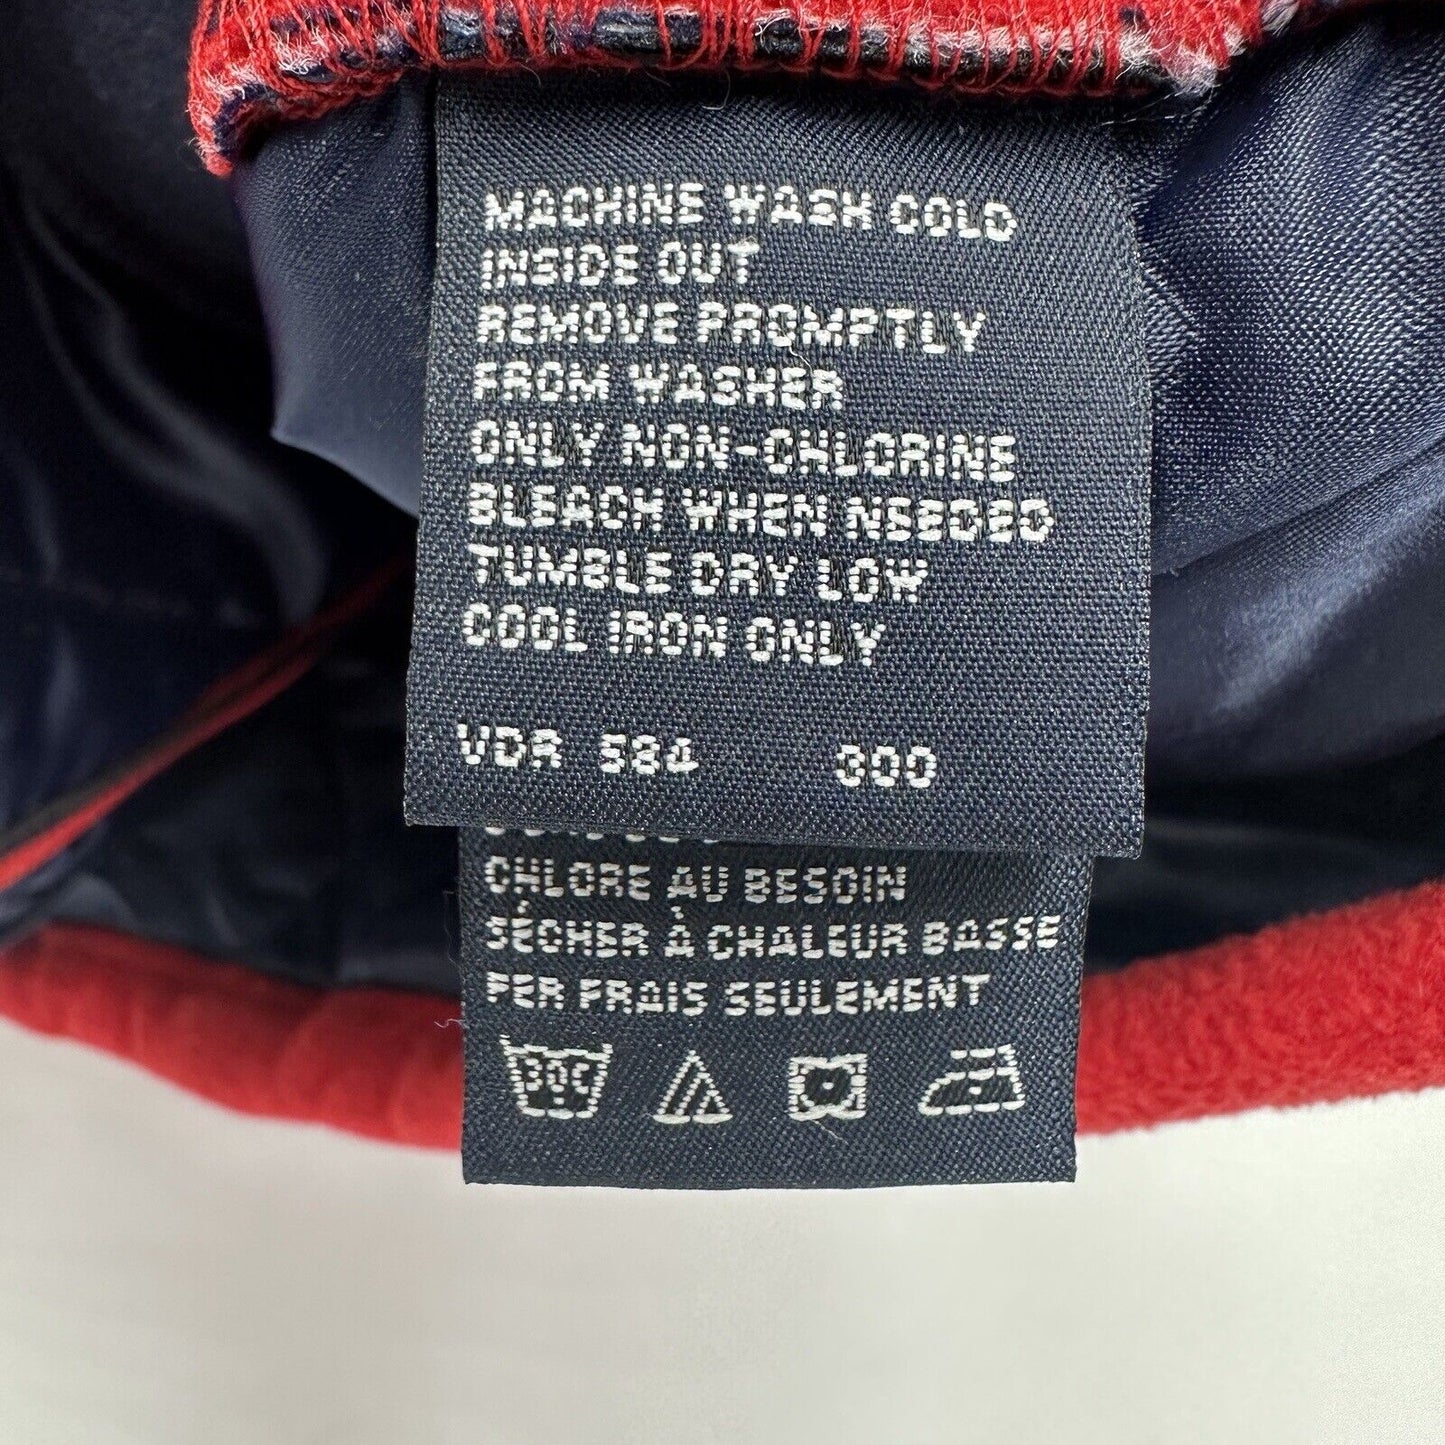 MACHINE WASH COLD
INSIDE OUT
REMOVE PROMPTLY
FROM WASHER
ONLY NON-CHLORINE
BLEACH WHEN NEEDED
TUMBLE DRY LOW
COOL IRON ONLY
VDR 584 000
CHLORE AU BESOIN
SÉCHER À CHALEUR BASSE
FER FRAIS SEULEMENT
30C